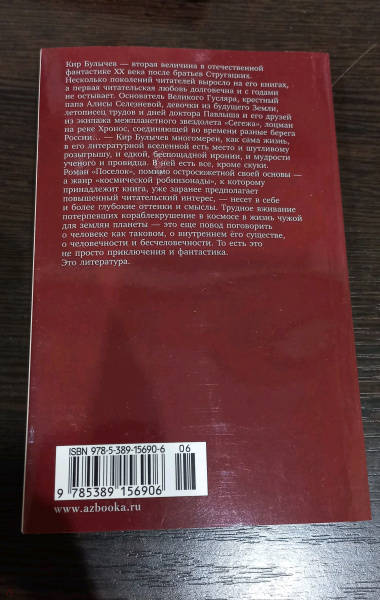 Кир Булычев — вторая величина в отечественной
фантастике XX века после братьев Стругацких.
Несколько поколений читателей выросло на его книгах,
а первая читательская любовь долговечна и с годами
не остывает. Основатель Великого Гусляра, крестный
папа Алисы Селезневой, девочки из будущего Земли,
летописец трудов и дней доктора Павлыша и его друзей
из экипажа межпланетного звездолета «Сегежа», лоцман
на реке Хронос, соединяющей во времени разные берега
России... — Кир Булычев многомерен, как сама жизнь,
в его литературной вселенной есть место и шутливому
розыгрышу, и едкой, беспощадной иронии, и мудрости
ученого и провидца. В ней есть все, кроме скуки.
Роман «Поселок», помимо остросюжетной своей основы —
а жанр «космической робинзонады», к которому
принадлежит книга, уже заранее предполагает
повышенный читательский интерес, — несет в себе
и более глубокие оттенки и смыслы. Трудное вживание
потерпевших кораблекрушение в космосе в жизнь чужой
для землян планеты — это еще повод поговорить
о человеке как таковом, о внутреннем его существе,
о человечности и бесчеловечности. То есть это
не просто приключения и фантастика.
Это литература.
ISBN 978-5-389-15690-6
06
9 785389 156906
www.azbooka.ru